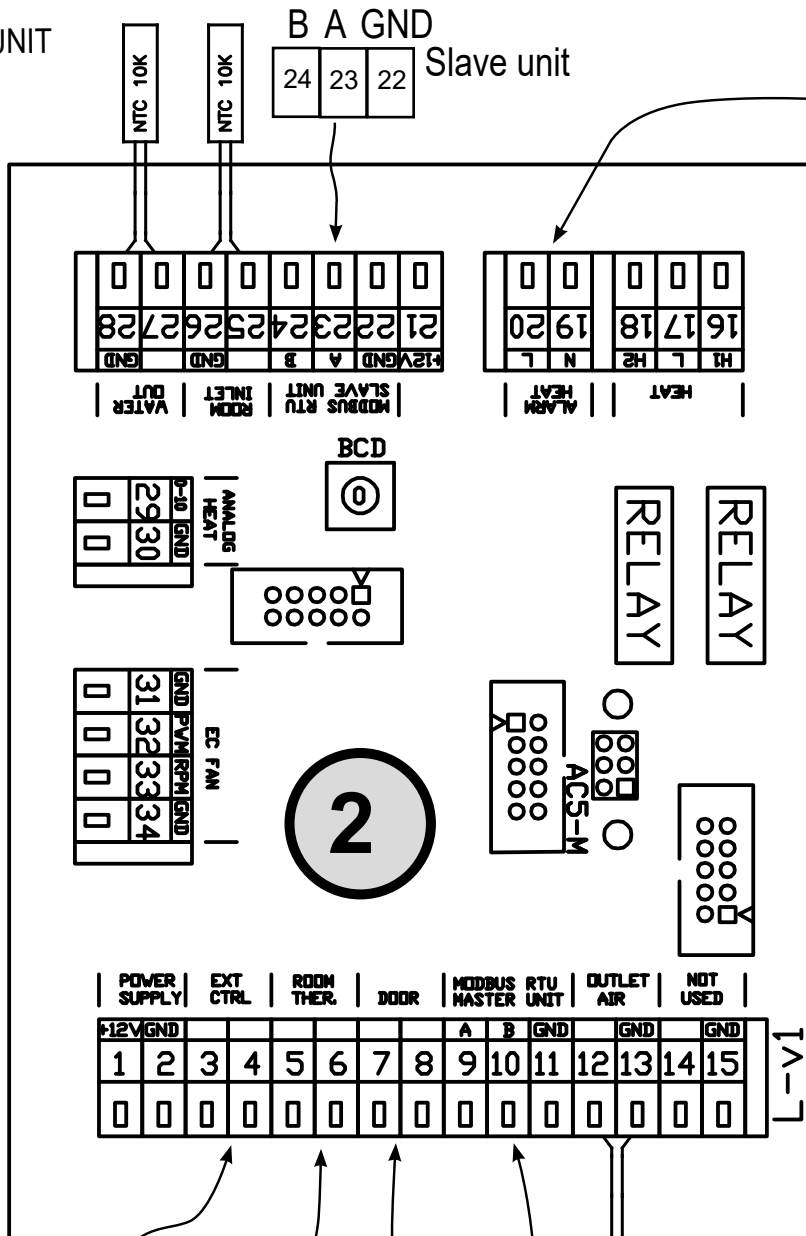 UNIT
B A GND
24 23 22 Slave unit
NTC 10K
NTC 10K
28 27 26 25 24 23 22 21
GND GND B A GND +12V
WATER OUT
ROOM INLET
MODBUS RTU SLAVE UNIT
20 19 18 17 16
L N H2 L H1
ALARM HEAT
HEAT
BCD
0
29 0-10
30 GND
ANALOG HEAT
RELAY
RELAY
31 GND
32 PWM
33 RPM
34 GND
EC FAN
2
AC5-M
POWER SUPPLY
EXT CTRL
ROOM THER.
DOOR
MODBUS RTU MASTER UNIT
OUTLET AIR
NOT USED
+12V GND A B GND GND GND
1 2 3 4 5 6 7 8 9 10 11 12 13 14 15
L-v1